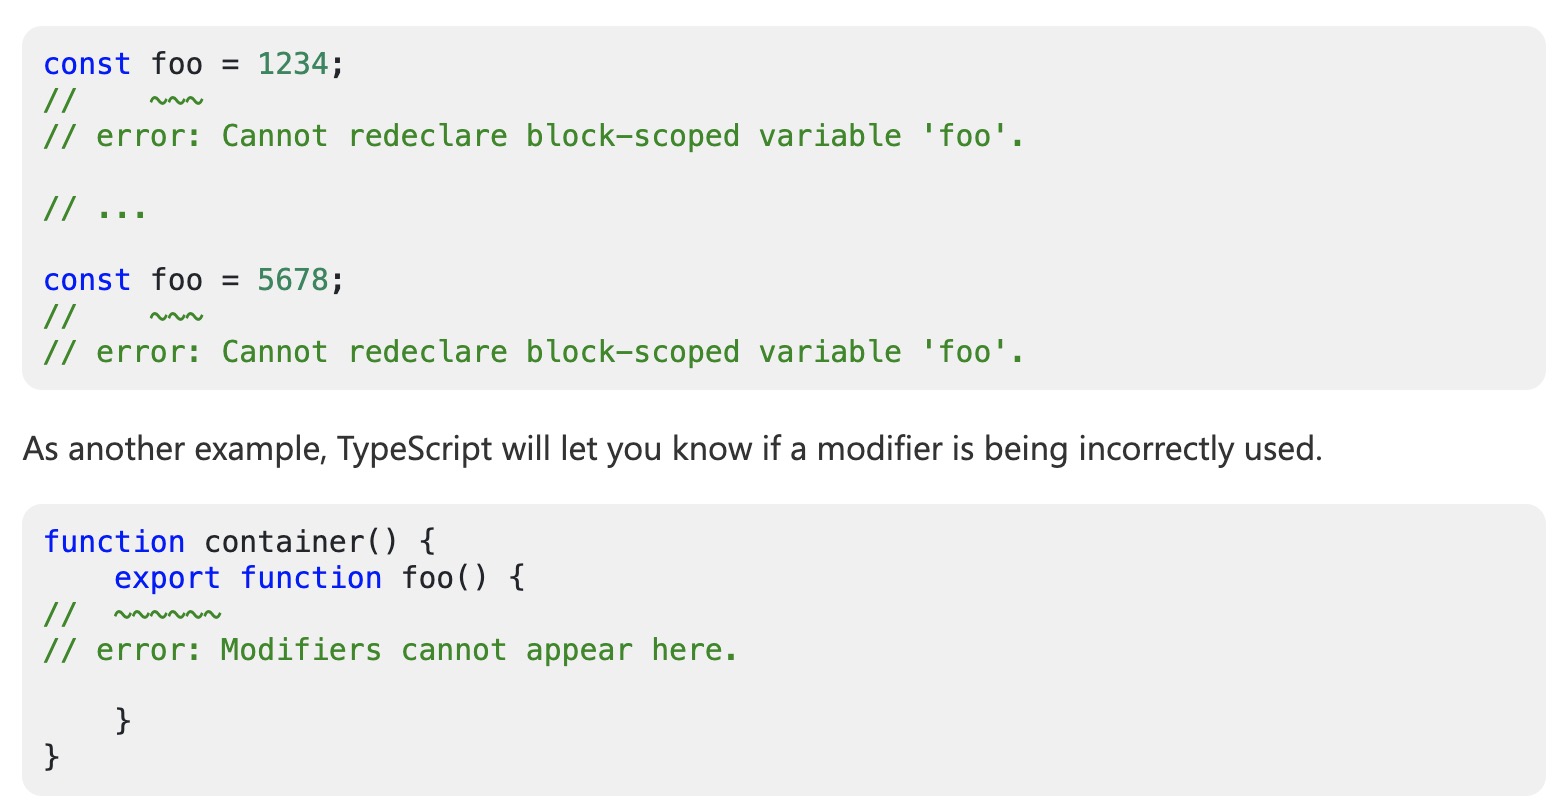 const foo = 1234;
//    ~~~
// error: Cannot redeclare block-scoped variable 'foo'.
// ...
const foo = 5678;
//    ~~~
// error: Cannot redeclare block-scoped variable 'foo'.
As another example, TypeScript will let you know if a modifier is being incorrectly used.
function container() {
    export function foo() {
//  ~~~~~~
// error: Modifiers cannot appear here.
    }
}